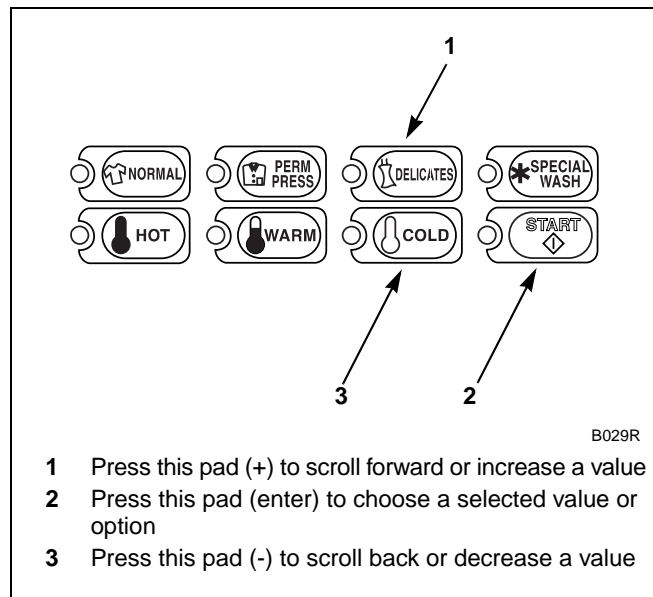 1
NORMAL
PERM
PRESS
DELICATES
SPECIAL
WASH
HOT
WARM
COLD
START
3
2
B029R
1 Press this pad (+) to scroll forward or increase a value
2 Press this pad (enter) to choose a selected value or
option
3 Press this pad (-) to scroll back or decrease a value